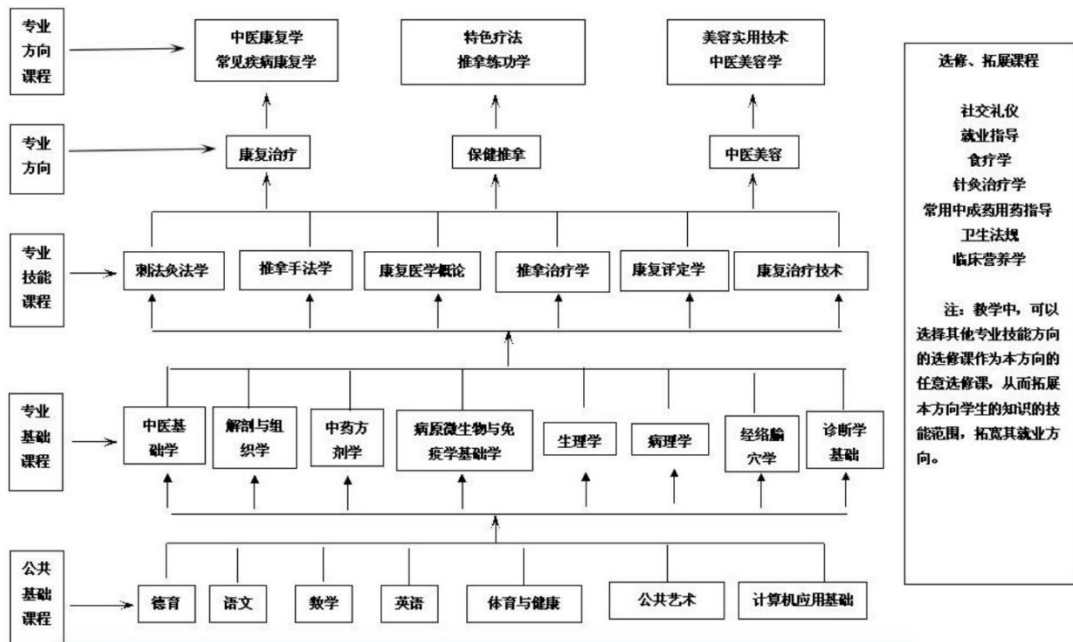 专业
方向
课程
中医康复学
常见疾病康复学
特色疗法
推拿练功学
美容实用技术
中医美容学
专业
方向
康复治疗
保健推拿
中医美容
专业
技能
课程
刺法灸法学
推拿手法学
康复医学概论
推拿治疗学
康复评定学
康复治疗技术
专业
基础
课程
中医基
础学
解剖与组
织学
中药方
剂学
病原微生物与免
疫学基础学
生理学
病理学
经络腧
穴学
诊断学
基础
公共
基础
课程
德育
语文
数学
英语
体育与健康
公共艺术
计算机应用基础
选修、拓展课程
社交礼仪
就业指导
食疗学
针灸治疗学
常用中成药用药指导
卫生法规
临床营养学
注：教学中，可以
选择其他专业技能方向
的选修课作为本方向的
任意选修课，从而拓展
本方向学生的知识的技
能范围，拓宽其就业方
向。